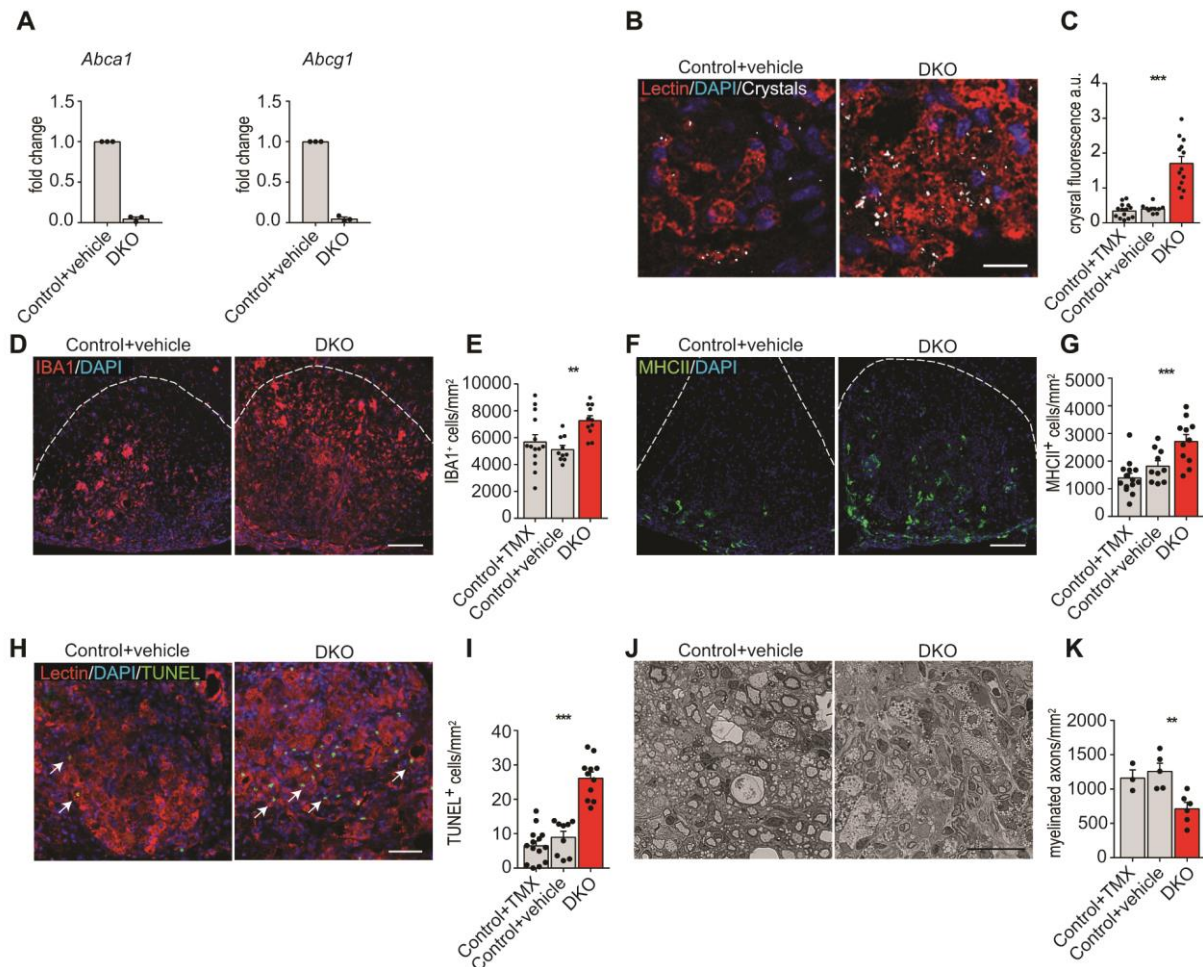 A
Abca1
fold change
1.5
1.0
0.5
0.0
Control+vehicle
DKO
Abcg1
fold change
1.5
1.0
0.5
0.0
Control+vehicle
DKO
B
Control+vehicle
DKO
Lectin/DAPI/Crystals
C
crysral fluorescence a.u.
4
3
2
1
0
***
Control+TMX
Control+vehicle
DKO
D
Control+vehicle
DKO
IBA1/DAPI
E
IBA1+ cells/mm²
10000
8000
6000
4000
2000
0
**
Control+TMX
Control+vehicle
DKO
F
Control+vehicle
DKO
MHCII/DAPI
G
MHCII+ cells/mm²
5000
4000
3000
2000
1000
0
***
Control+TMX
Control+vehicle
DKO
H
Control+vehicle
DKO
Lectin/DAPI/TUNEL
I
TUNEL+ cells/mm²
40
30
20
10
0
***
Control+TMX
Control+vehicle
DKO
J
Control+vehicle
DKO
K
myelinated axons/mm²
2000
1500
1000
500
0
**
Control+TMX
Control+vehicle
DKO